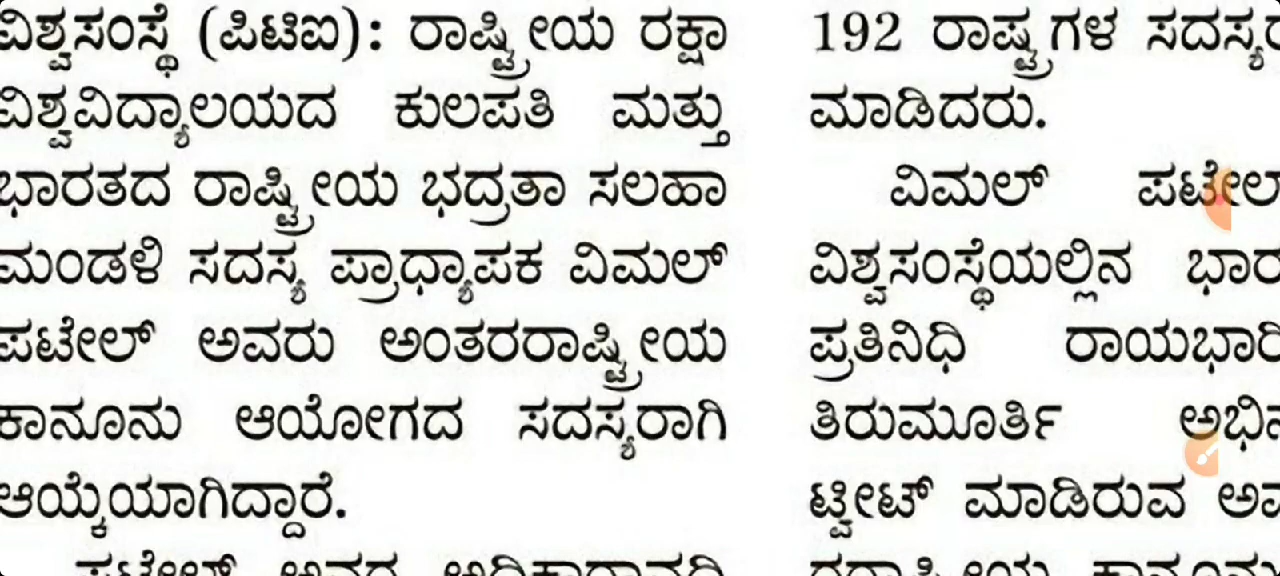 ವಿಶ್ವಸಂಸ್ಥೆ (ಪಿಟಿಐ): ರಾಷ್ಟ್ರೀಯ ರಕ್ಷಾ
ವಿಶ್ವವಿದ್ಯಾಲಯದ ಕುಲಪತಿ ಮತ್ತು
ಭಾರತದ ರಾಷ್ಟ್ರೀಯ ಭದ್ರತಾ ಸಲಹಾ
ಮಂಡಳಿ ಸದಸ್ಯ ಪ್ರಾಧ್ಯಾಪಕ ವಿಮಲ್
ಪಟೇಲ್ ಅವರು ಅಂತರರಾಷ್ಟ್ರೀಯ
ಕಾನೂನು ಆಯೋಗದ ಸದಸ್ಯರಾಗಿ
ಆಯ್ಕೆಯಾಗಿದ್ದಾರೆ.
192 ರಾಷ್ಟ್ರಗಳ
ಮಾಡಿದರು.
ವಿಮಲ್ ಪಟೇಲ್
ವಿಶ್ವಸಂಸ್ಥೆಯಲ್ಲಿನ
ಪ್ರತಿನಿಧಿ
ತಿರುಮೂರ್ತಿ
ಟ್ವೀಟ್ ಮಾಡಿರುವ